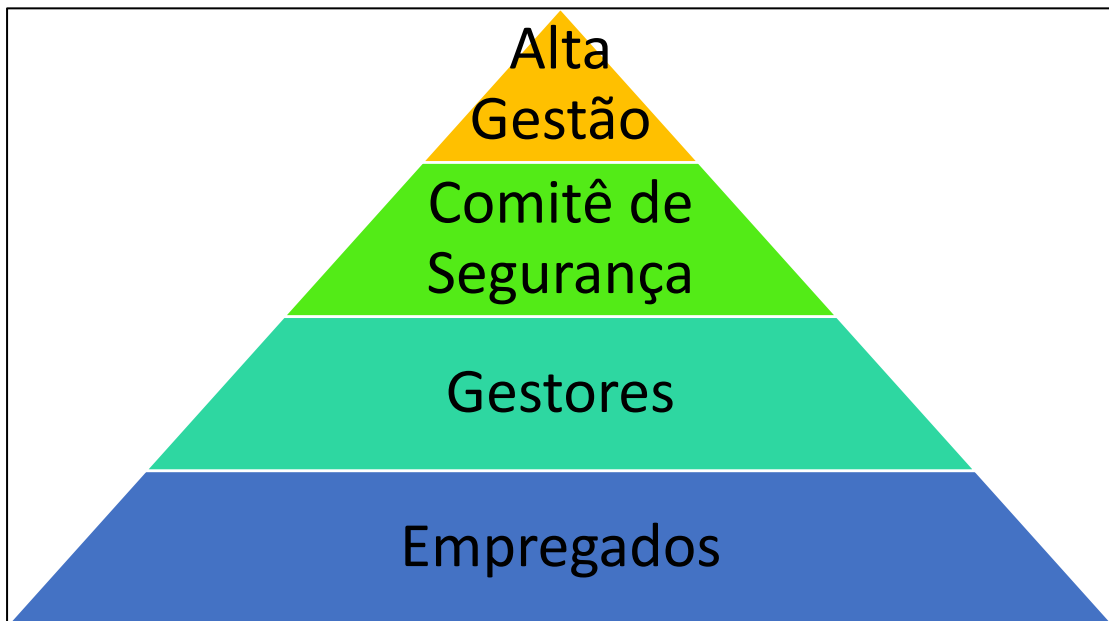 Alta
Gestão
Comitê de
Segurança
Gestores
Empregados